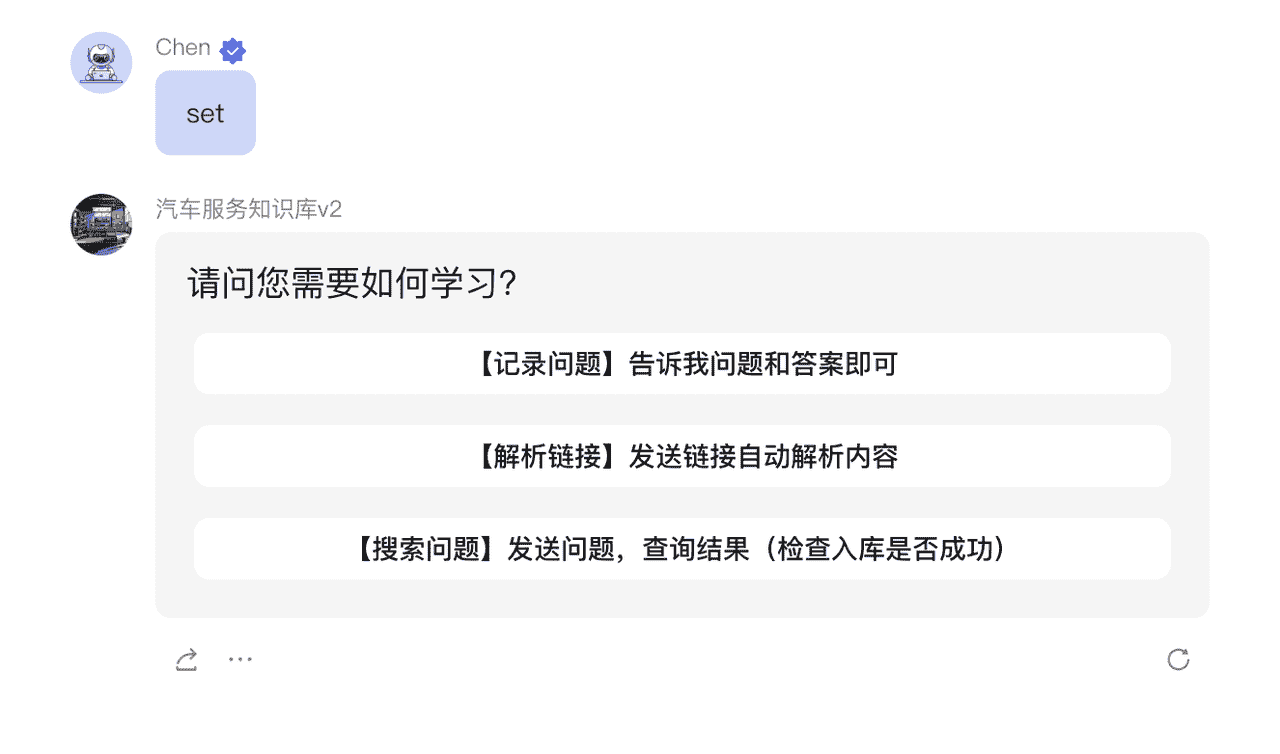 Chen
set
汽车服务知识库v2
请问您需要如何学习?
【记录问题】告诉我问题和答案即可
【解析链接】发送链接自动解析内容
【搜索问题】发送问题，查询结果（检查入库是否成功）